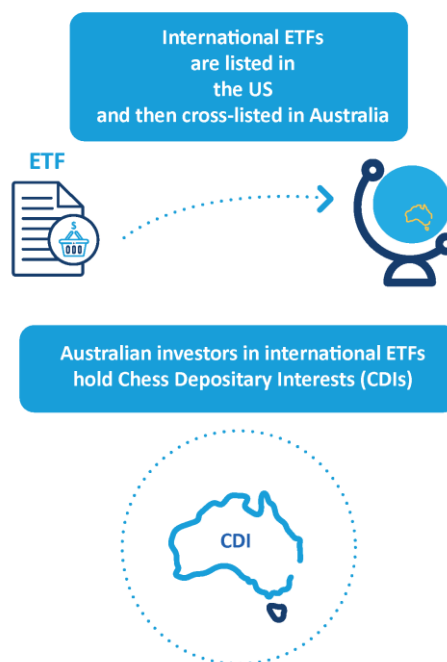 International ETFs
are listed in
the US
and then cross-listed in Australia
ETF
$
Australian investors in international ETFs
hold Chess Depositary Interests (CDIs)
CDI